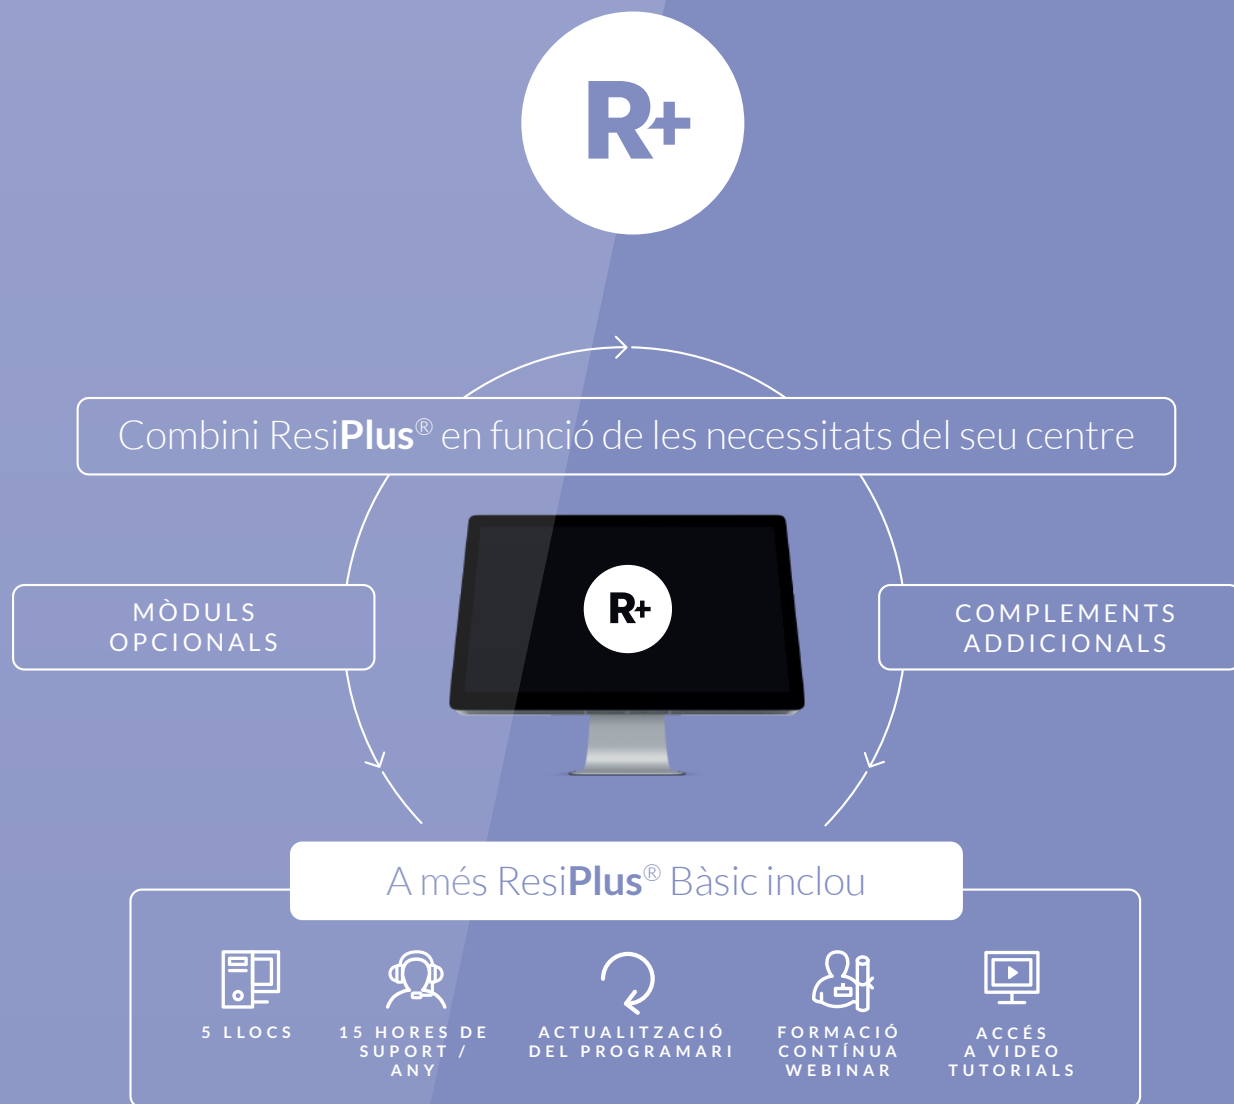 R+
Combini ResiPlus® en funció de les necessitats del seu centre
R+
MÒDULS
OPCIONALS
COMPLEMENTS
ADDICIONALS
A més ResiPlus® Bàsic inclou
5 LLOCS
15 HORES DE
SUPORT /
ANY
ACTUALITZACIÓ
DEL PROGRAMARI
FORMACIÓ
CONTÍNUA
WEBINAR
ACCÉS
A VIDEO
TUTORIALS